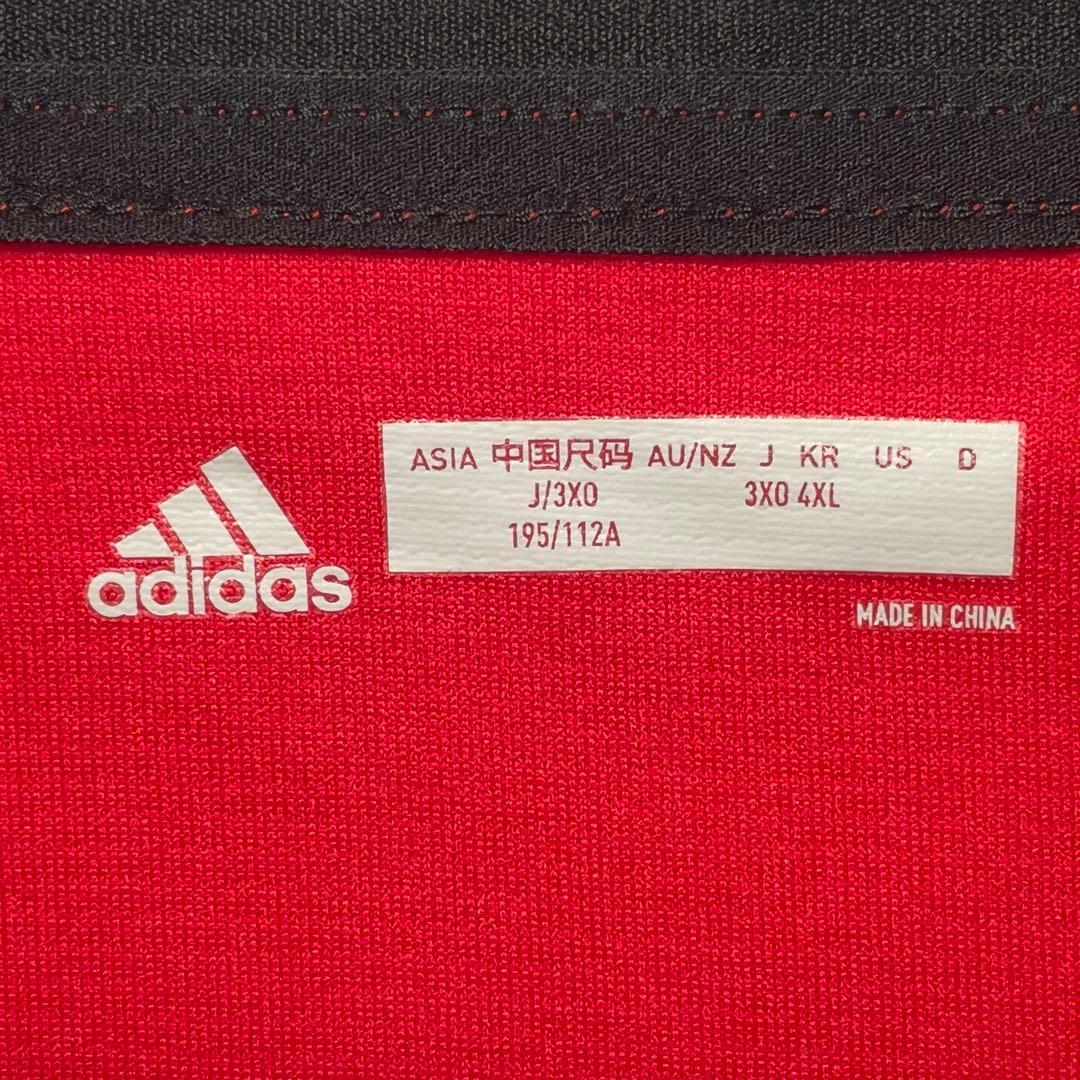 adidas
ASIA 中国尺码 AU/NZ J KR US D
J/3XO 3XO 4XL
195/112A
MADE IN CHINA